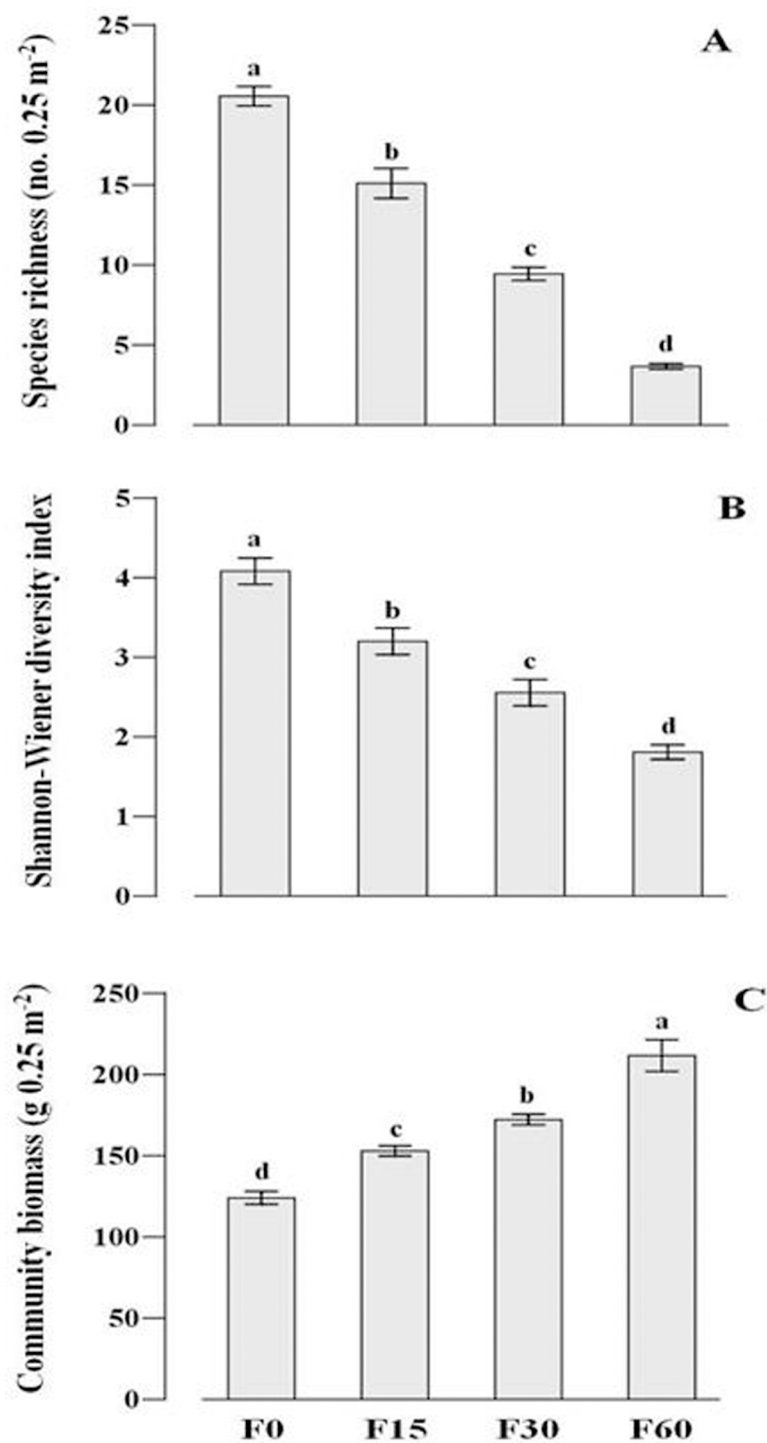 A
Species richness (no. 0.25 m⁻²)
25
20
15
10
5
0
a
b
c
d
B
Shannon-Wiener diversity index
5
4
3
2
1
0
a
b
c
d
C
Community biomass (g 0.25 m⁻²)
250
200
150
100
50
0
d
c
b
a
F0 F15 F30 F60